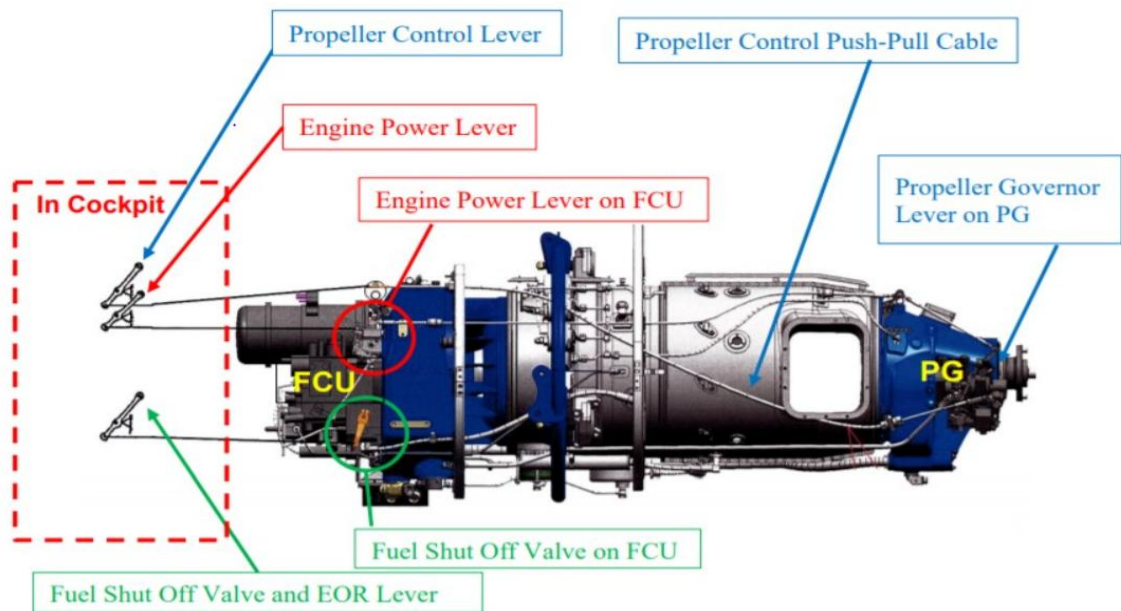 Propeller Control Lever
Propeller Control Push-Pull Cable
Engine Power Lever
In Cockpit
Engine Power Lever on FCU
Propeller Governor
Lever on PG
FCU
PG
Fuel Shut Off Valve on FCU
Fuel Shut Off Valve and EOR Lever